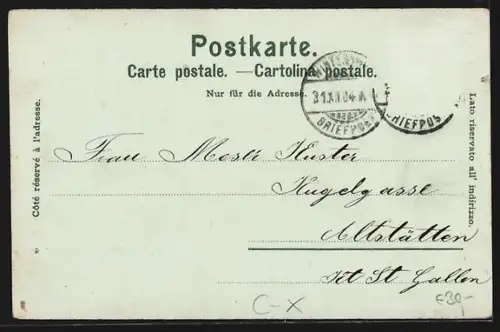 Postkarte.
Carte postale. — Cartolina postale.
Nur für die Adresse.
Côté réservé à l'adresse.
Lato riservato all' indirizzo.
BRIEFPOST
BRIEFPOS
Frau Kuster
Kugelgasse
Altstätten
Kt St Gallen
C-X